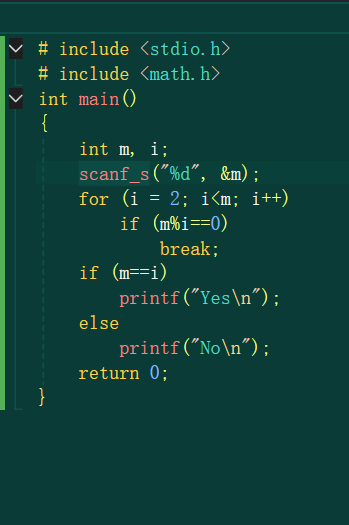 # include <stdio.h>
# include <math.h>
int main()
{
    int m, i;
    scanf_s("%d", &m);
    for (i = 2; i<m; i++)
        if (m%i==0)
            break;
    if (m==i)
        printf("Yes\n");
    else
        printf("No\n");
    return 0;
}